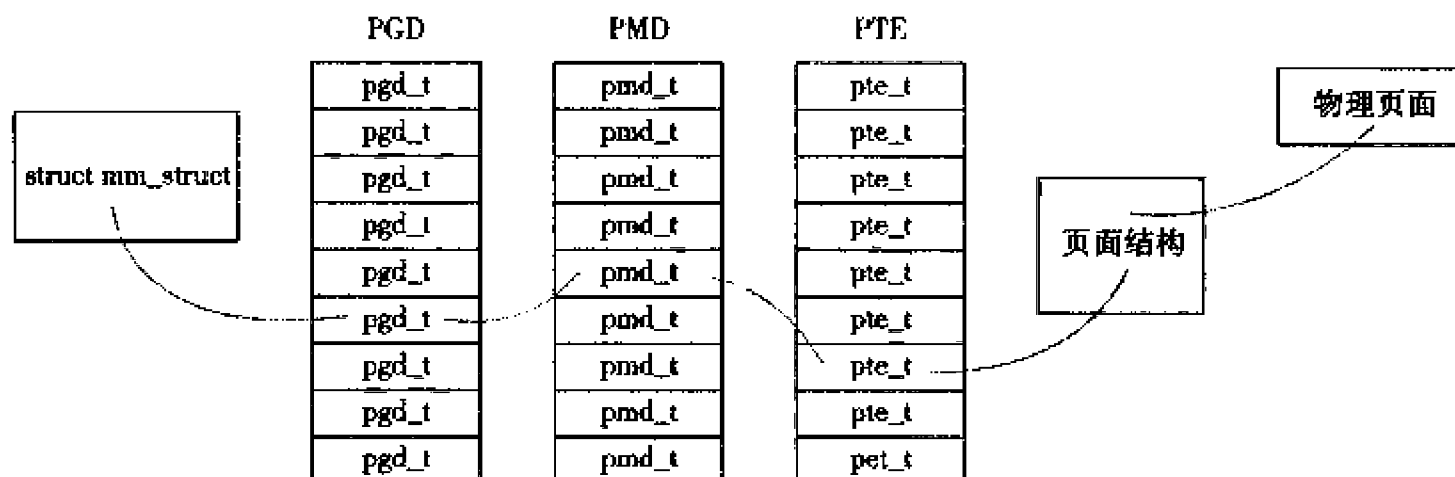 PGD
PMD
PTE
struct mm_struct
pgd_t
pgd_t
pgd_t
pgd_t
pgd_t
pgd_t
pgd_t
pgd_t
pgd_t
pmd_t
pmd_t
pmd_t
pmd_t
pmd_t
pmd_t
pmd_t
pmd_t
pmd_t
pte_t
pte_t
pte_t
pte_t
pte_t
pte_t
pte_t
pte_t
pet_t
页面结构
物理页面